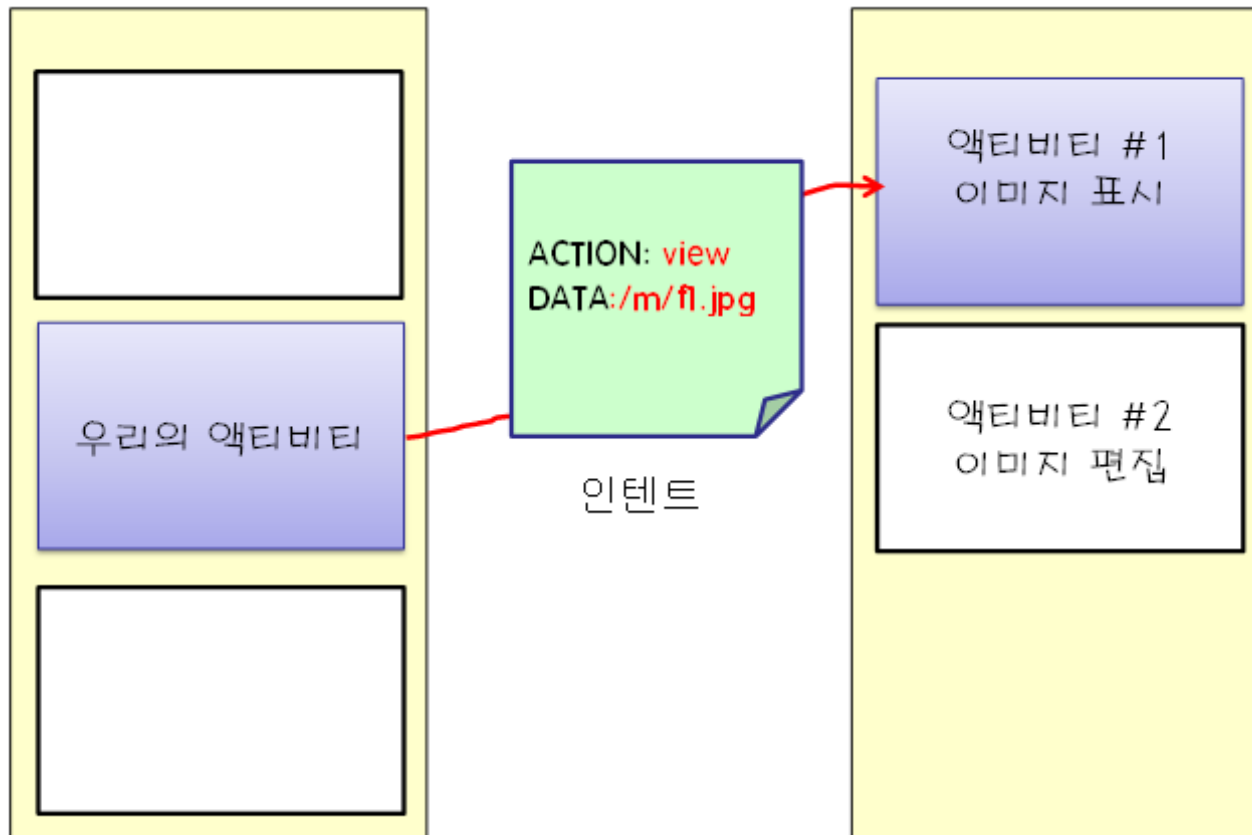 우리의 액티비티
ACTION: view
DATA:/m/f1.jpg
인텐트
액티비티 #1
이미지 표시
액티비티 #2
이미지 편집